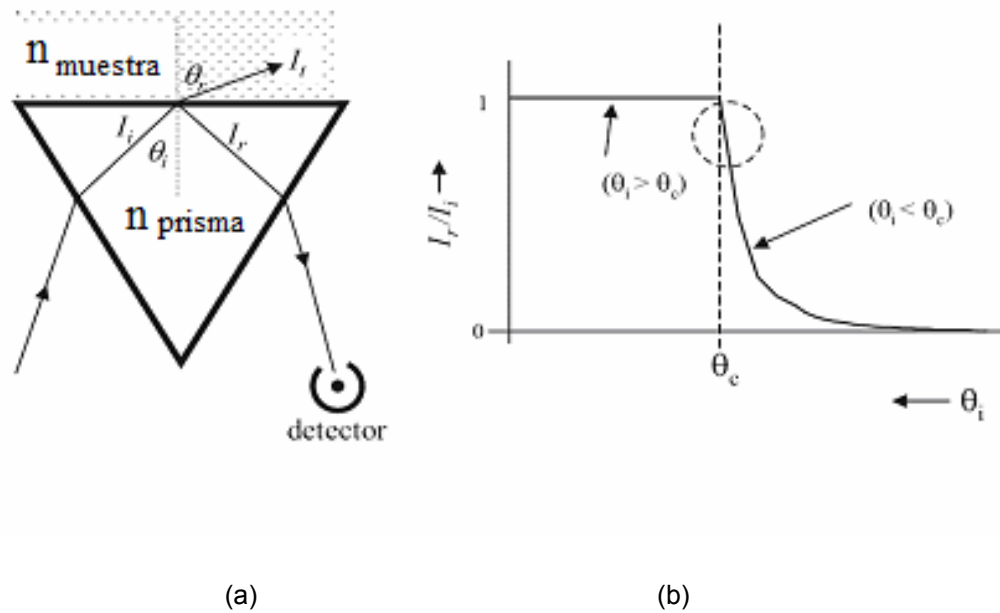 n muestra
θr
It
Ii
θi
Ir
n prisma
detector
1
Ir/Ii
(θi > θc)
(θi < θc)
0
θc
θi
(a)
(b)